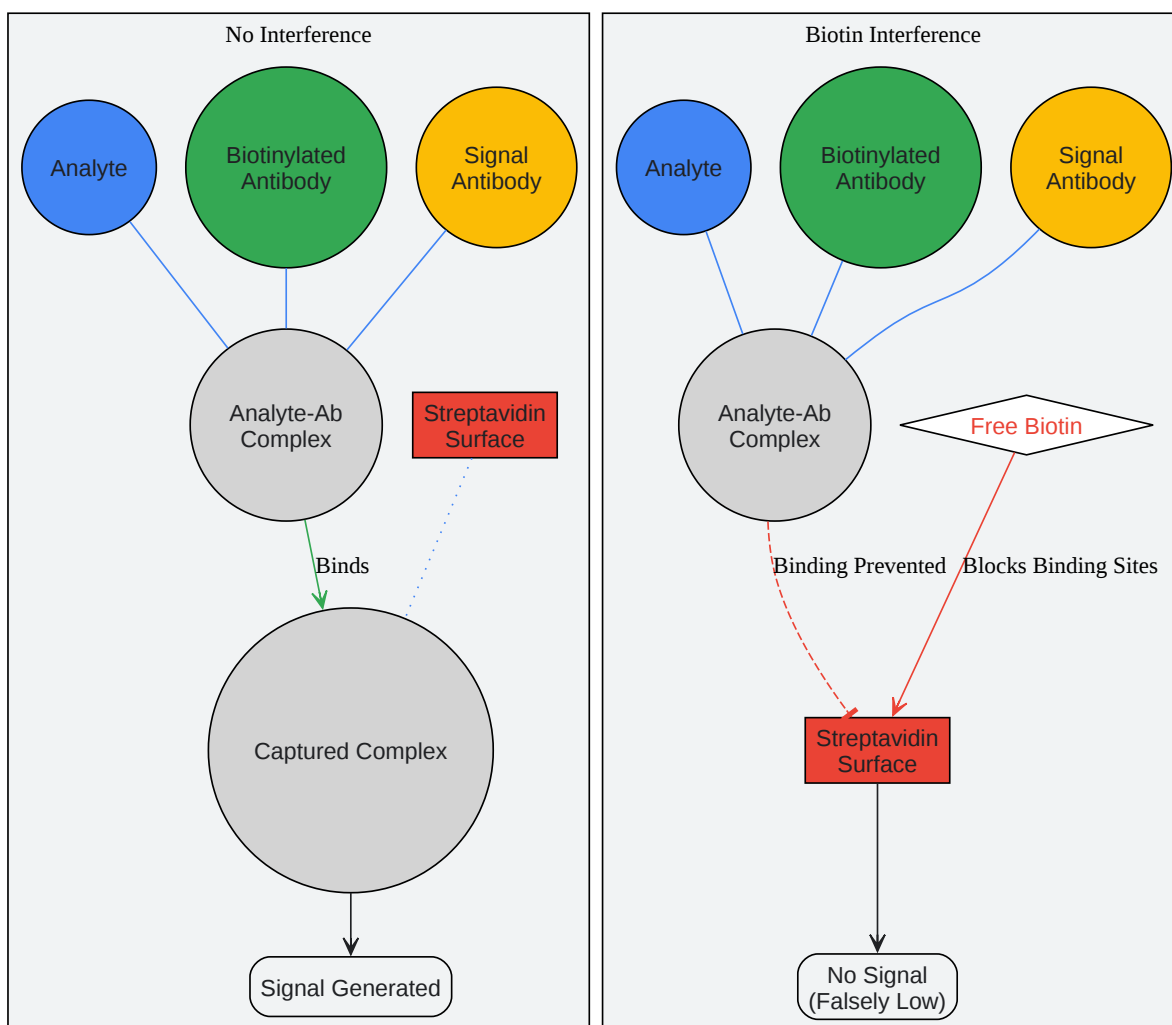 No Interference
Analyte
Biotinylated
Antibody
Signal
Antibody
Analyte-Ab
Complex
Streptavidin
Surface
Binds
Captured Complex
Signal Generated
Biotin Interference
Analyte
Biotinylated
Antibody
Signal
Antibody
Analyte-Ab
Complex
Free Biotin
Binding Prevented
Blocks Binding Sites
Streptavidin
Surface
No Signal
(Falsely Low)